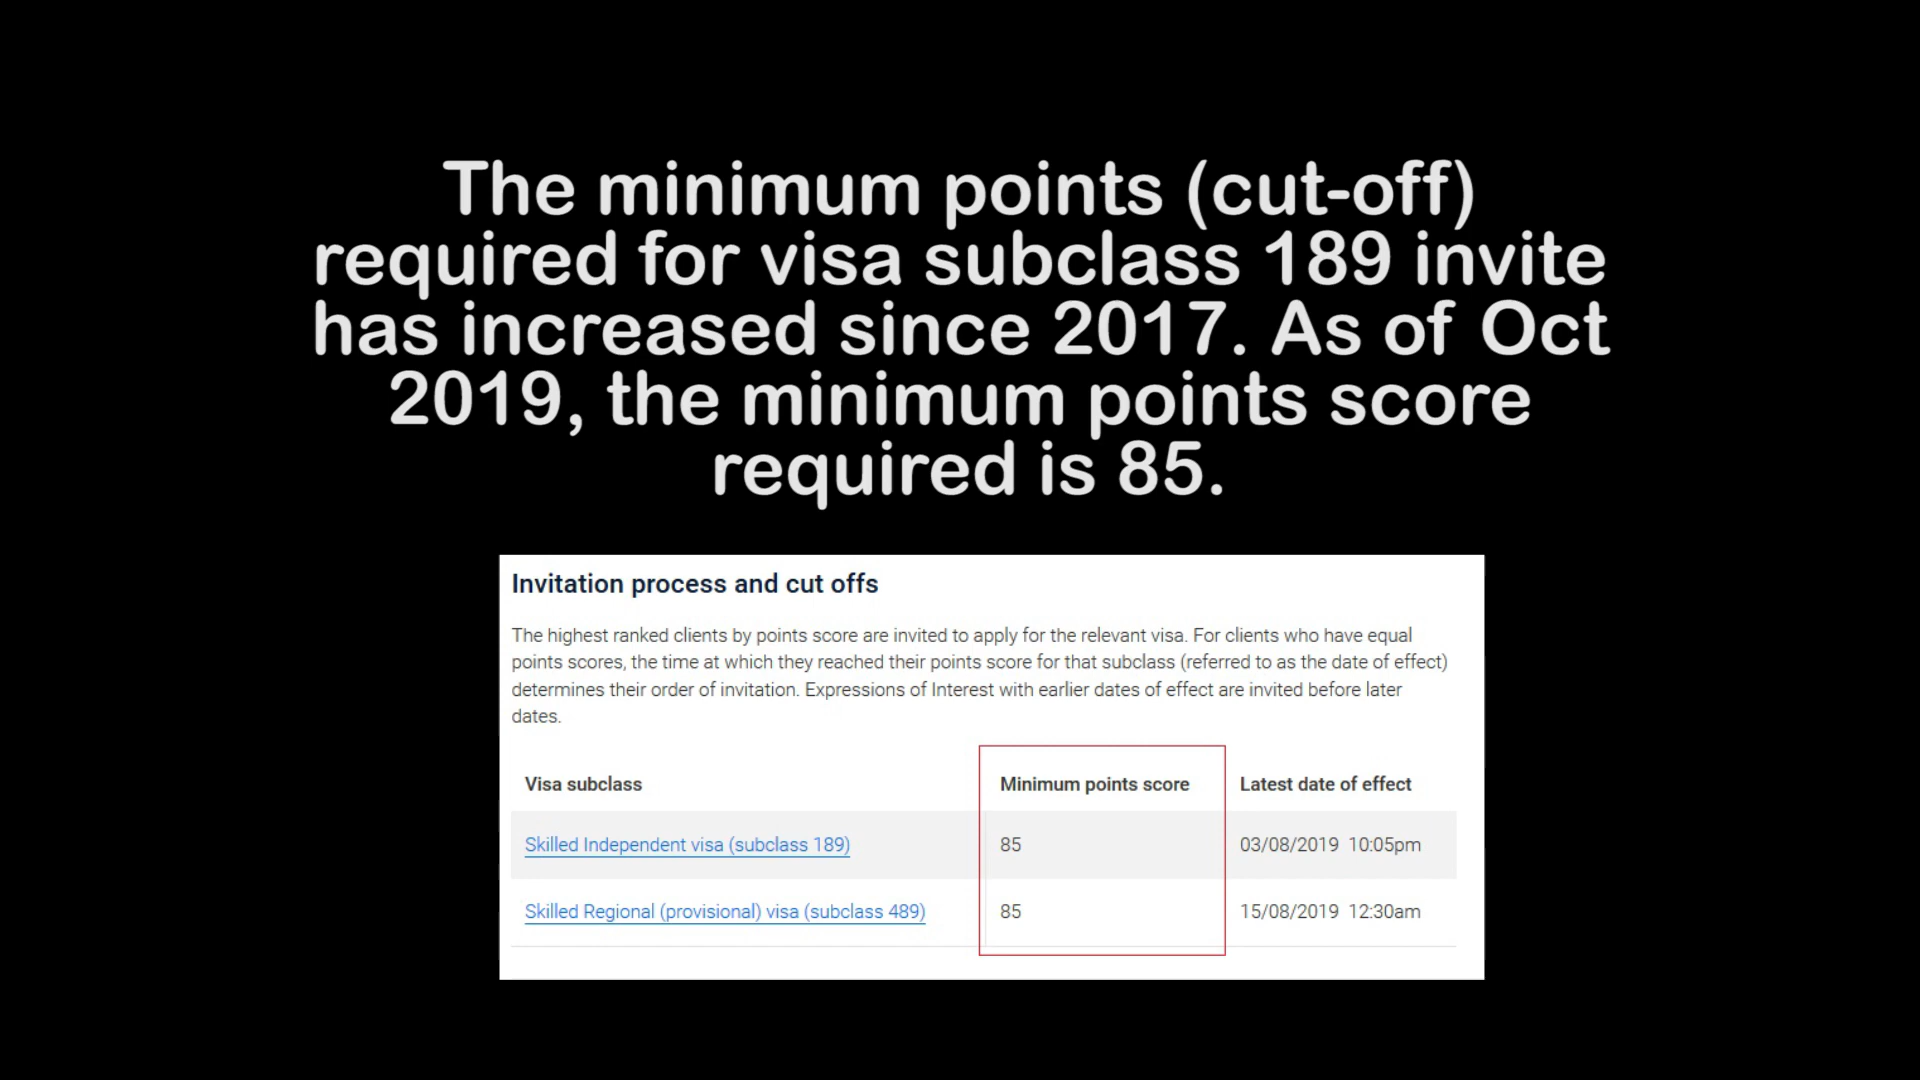 The minimum points (cut-off)
required for visa subclass 189 invite
has increased since 2017. As of Oct
2019, the minimum points score
required is 85.
Invitation process and cut offs
The highest ranked clients by points score are invited to apply for the relevant visa. For clients who have equal
points scores, the time at which they reached their points score for that subclass (referred to as the date of effect)
determines their order of invitation. Expressions of Interest with earlier dates of effect are invited before later
dates.
Visa subclass Minimum points score Latest date of effect
Skilled Independent visa (subclass 189) 85 03/08/2019 10:05pm
Skilled Regional (provisional) visa (subclass 489) 85 15/08/2019 12:30am